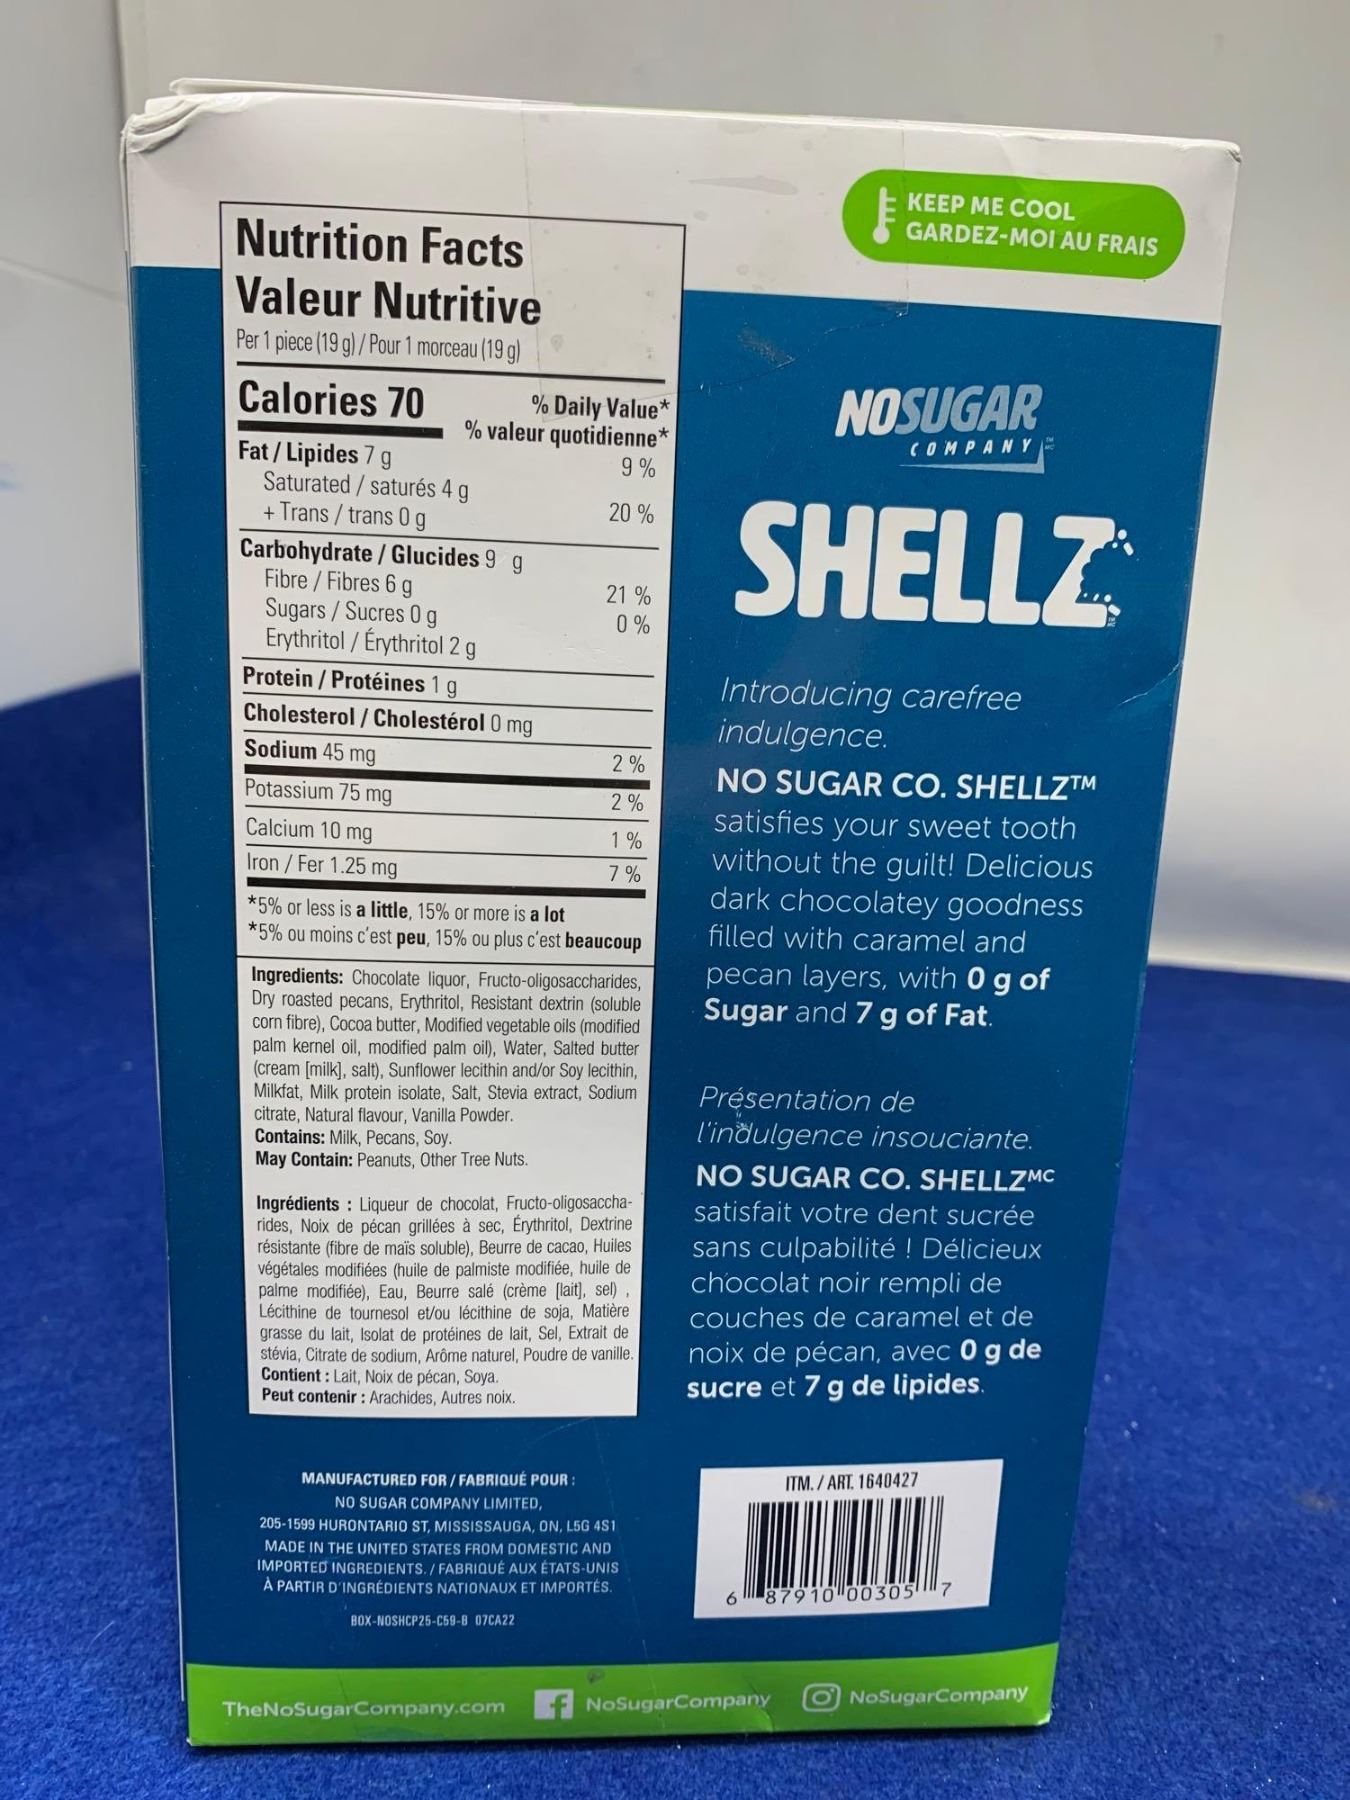 KEEP ME COOL
GARDEZ-MOI AU FRAIS
Nutrition Facts
Valeur Nutritive
Per 1 piece (19 g) / Pour 1 morceau (19 g)
Calories 70
% Daily Value*
% valeur quotidienne*
Fat / Lipides 7 g 9 %
Saturated / saturés 4 g
+ Trans / trans 0 g 20 %
Carbohydrate / Glucides 9 g
Fibre / Fibres 6 g 21 %
Sugars / Sucres 0 g 0 %
Erythritol / Érythritol 2 g
Protein / Protéines 1 g
Cholesterol / Cholestérol 0 mg
Sodium 45 mg 2 %
Potassium 75 mg 2 %
Calcium 10 mg 1 %
Iron / Fer 1.25 mg 7 %
*5% or less is a little, 15% or more is a lot
*5% ou moins c'est peu, 15% ou plus c'est beaucoup
Ingredients: Chocolate liquor, Fructo-oligosaccharides,
Dry roasted pecans, Erythritol, Resistant dextrin (soluble
corn fibre), Cocoa butter, Modified vegetable oils (modified
palm kernel oil, modified palm oil), Water, Salted butter
(cream [milk], salt), Sunflower lecithin and/or Soy lecithin,
Milkfat, Milk protein isolate, Salt, Stevia extract, Sodium
citrate, Natural flavour, Vanilla Powder.
Contains: Milk, Pecans, Soy.
May Contain: Peanuts, Other Tree Nuts.
Ingrédients : Liqueur de chocolat, Fructo-oligosaccha-
rides, Noix de pécan grillées à sec, Érythritol, Dextrine
résistante (fibre de maïs soluble), Beurre de cacao, Huiles
végétales modifiées (huile de palmiste modifiée, huile de
palme modifiée), Eau, Beurre salé (crème [lait], sel) ,
Lécithine de tournesol et/ou lécithine de soja, Matière
grasse du lait, Isolat de protéines de lait, Sel, Extrait de
stévia, Citrate de sodium, Arôme naturel, Poudre de vanille.
Contient : Lait, Noix de pécan, Soya.
Peut contenir : Arachides, Autres noix.
MANUFACTURED FOR / FABRIQUÉ POUR :
NO SUGAR COMPANY LIMITED,
205-1599 HURONTARIO ST, MISSISSAUGA, ON, L5G 4S1
MADE IN THE UNITED STATES FROM DOMESTIC AND
IMPORTED INGREDIENTS. / FABRIQUÉ AUX ÉTATS-UNIS
À PARTIR D'INGRÉDIENTS NATIONAUX ET IMPORTÉS.
BOX-NOSHCP25-C59-B 07CA22
NOSUGAR
COMPANY TM MC
SHELLZ TM MC
Introducing carefree
indulgence.
NO SUGAR CO. SHELLZ™
satisfies your sweet tooth
without the guilt! Delicious
dark chocolatey goodness
filled with caramel and
pecan layers, with 0 g of
Sugar and 7 g of Fat.
Présentation de
l'indulgence insouciante.
NO SUGAR CO. SHELLZMC
satisfait votre dent sucrée
sans culpabilité ! Délicieux
chocolat noir rempli de
couches de caramel et de
noix de pécan, avec 0 g de
sucre et 7 g de lipides.
ITM. / ART. 1640427
6 87910 00305 7
TheNoSugarCompany.com f NoSugarCompany NoSugarCompany